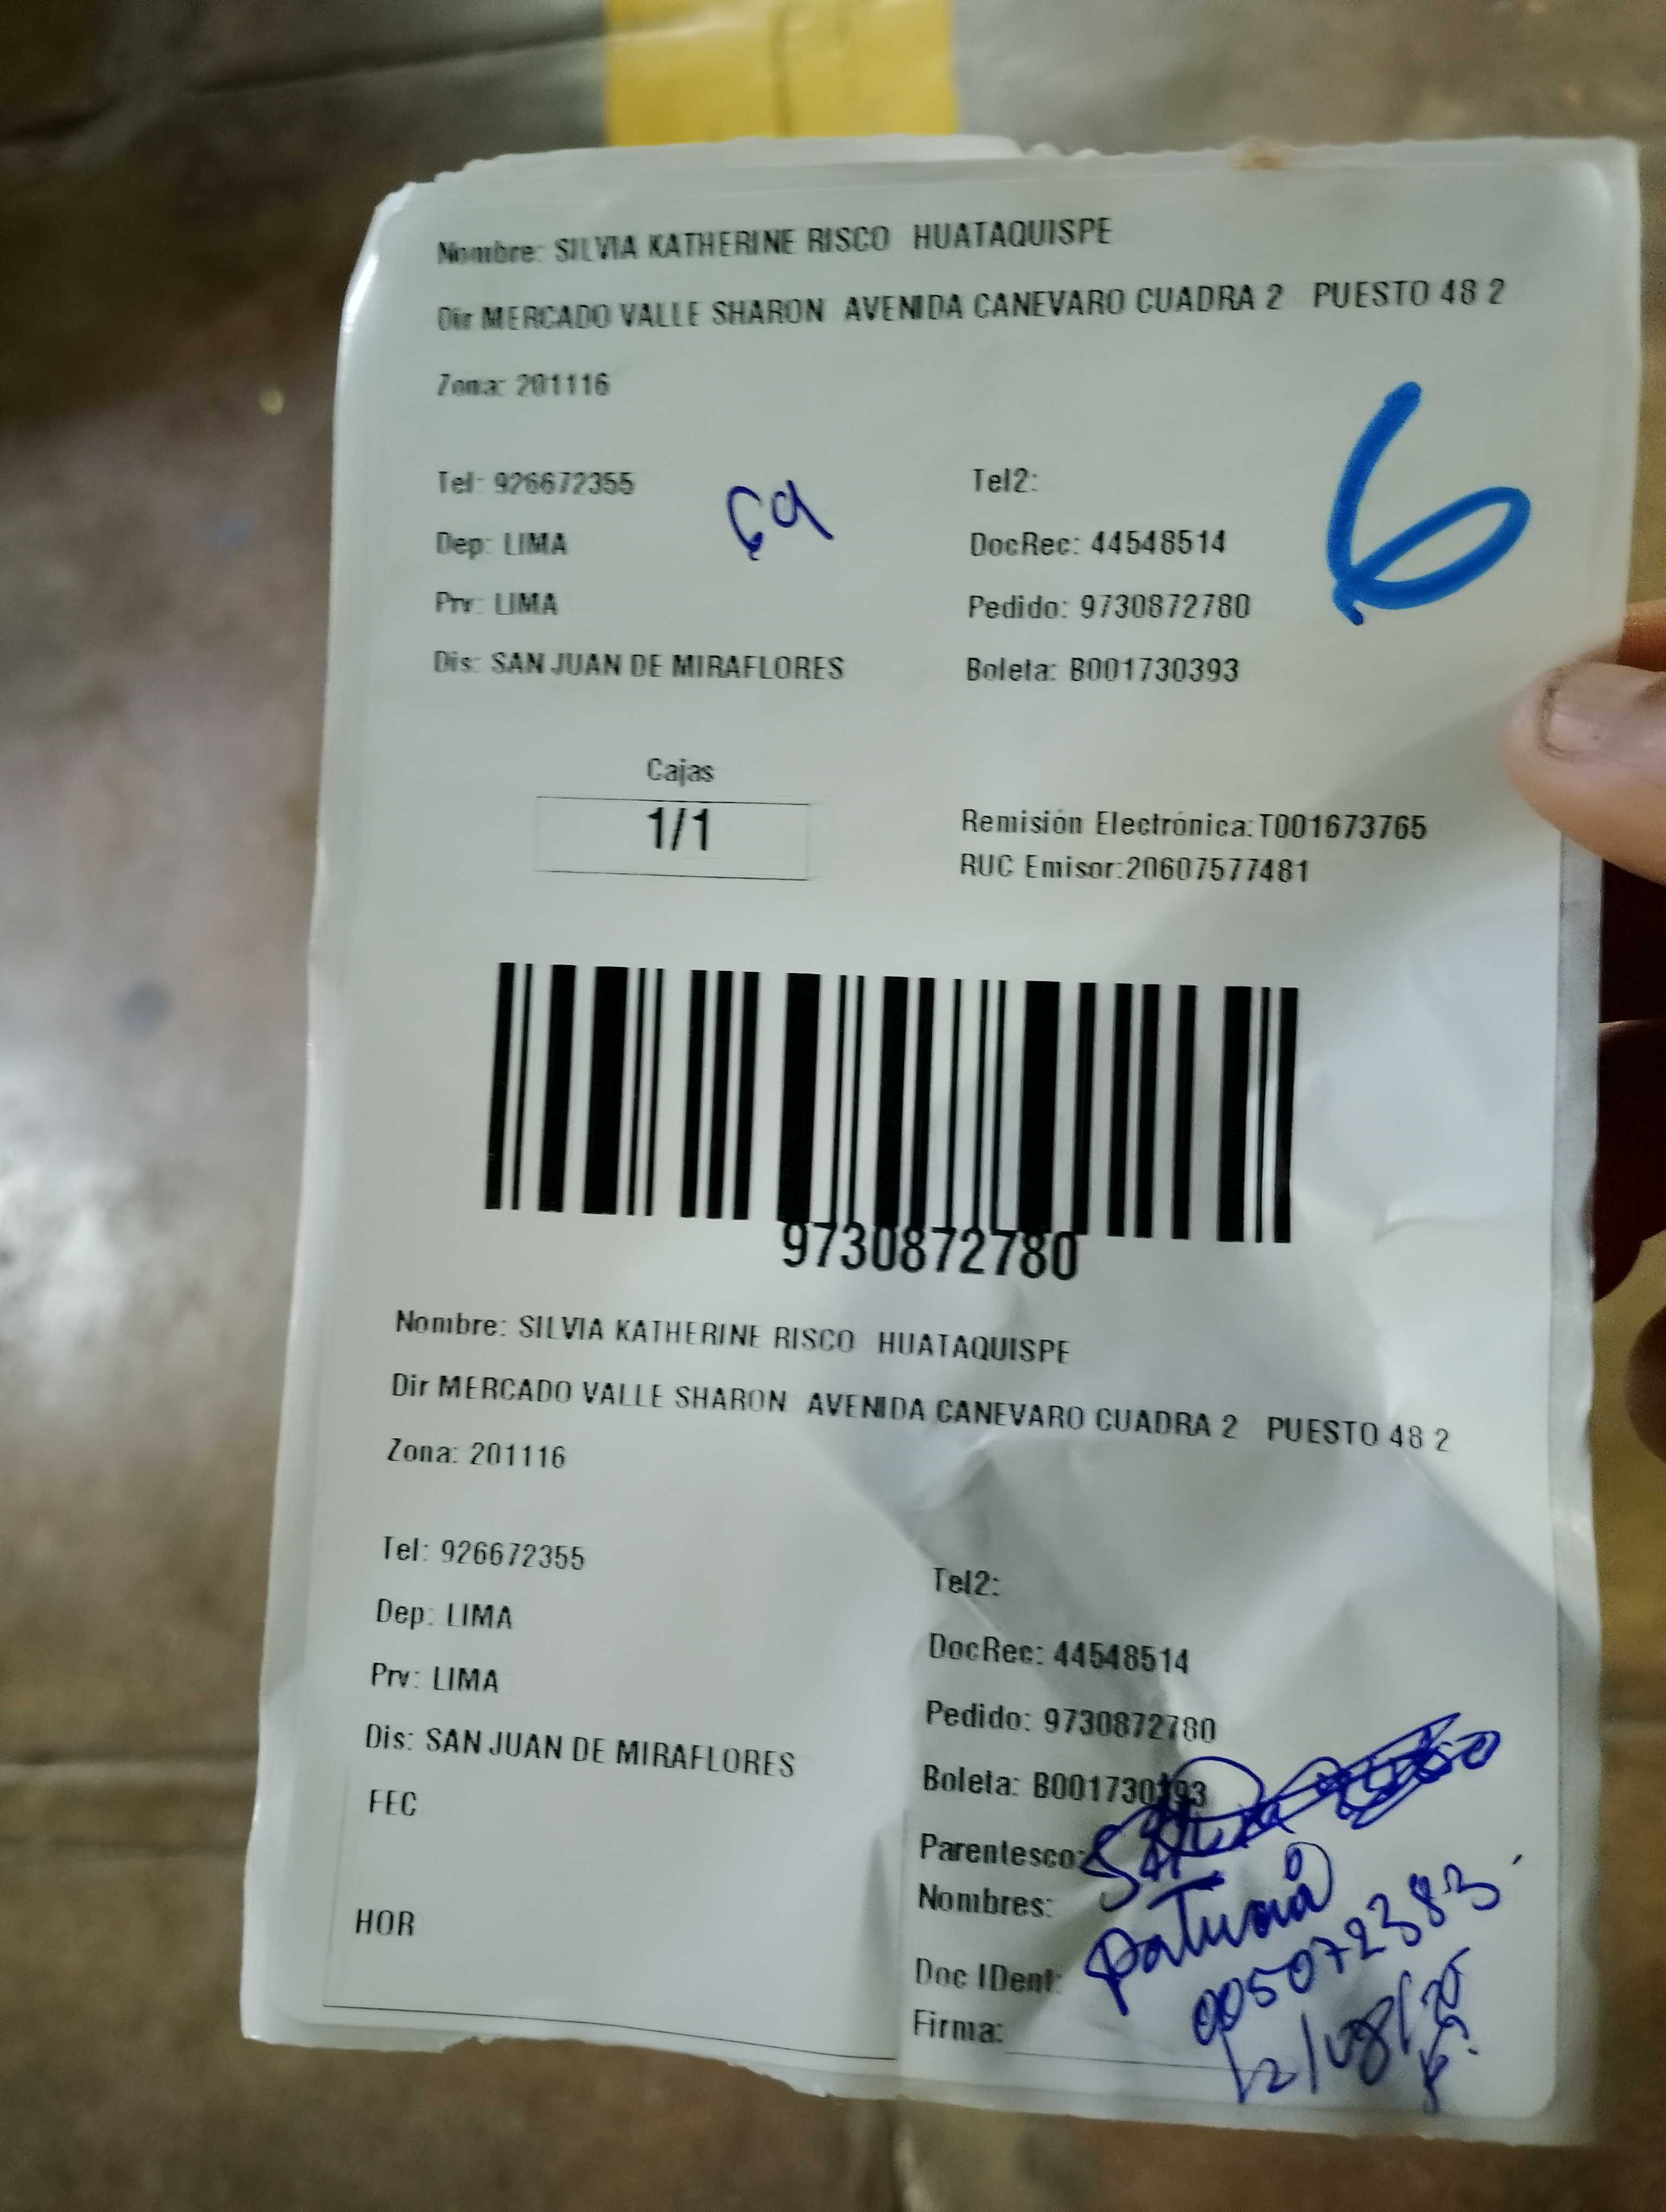 Nombre: SILVIA KATHERINE RISCO HUATAQUISPE
Dir MERCADO VALLE SHARON AVENIDA CANEVARO CUADRA 2 PUESTO 48 2
Zona: 201116
Tel: 926672355
Tel2:
6
Dep: LIMA
DocRec: 44548514
Prv: LIMA
Pedido: 9730872780
Dis: SAN JUAN DE MIRAFLORES
Boleta: B001730393
Cajas
1/1
Remisión Electrónica:T001673765
RUC Emisor:20607577481
9730872780
Nombre: SILVIA KATHERINE RISCO HUATAQUISPE
Dir MERCADO VALLE SHARON AVENIDA CANEVARO CUADRA 2 PUESTO 48 2
Zona: 201116
Tel: 926672355
Tel2:
Dep: LIMA
DocRec: 44548514
Prv: LIMA
Pedido: 9730872780
Dis: SAN JUAN DE MIRAFLORES
Boleta: B001730393
FEC
Parentesco:
Nombres:
HOR
Doc IDent:
005072383
Firma:
12/08/25